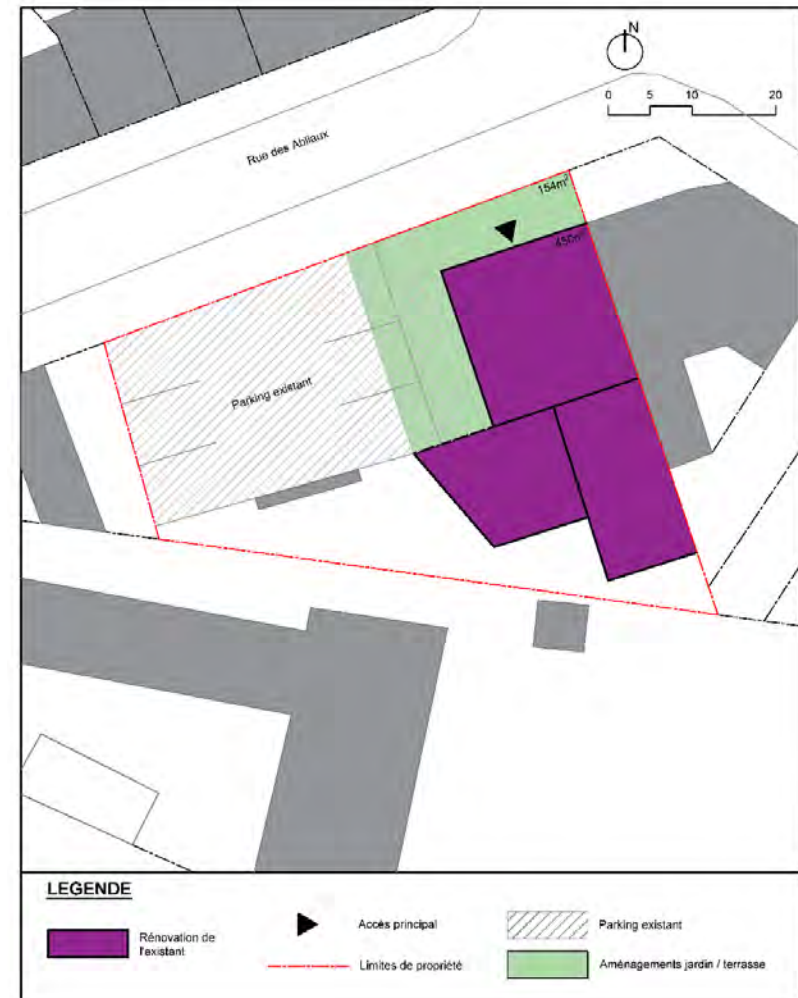 N
0 5 10 20
Rue des Abliaux
154m²
450m²
Parking existant
LEGENDE
Rénovation de
l'existant
Accès principal
Limites de propriété
Parking existant
Aménagements jardin / terrasse